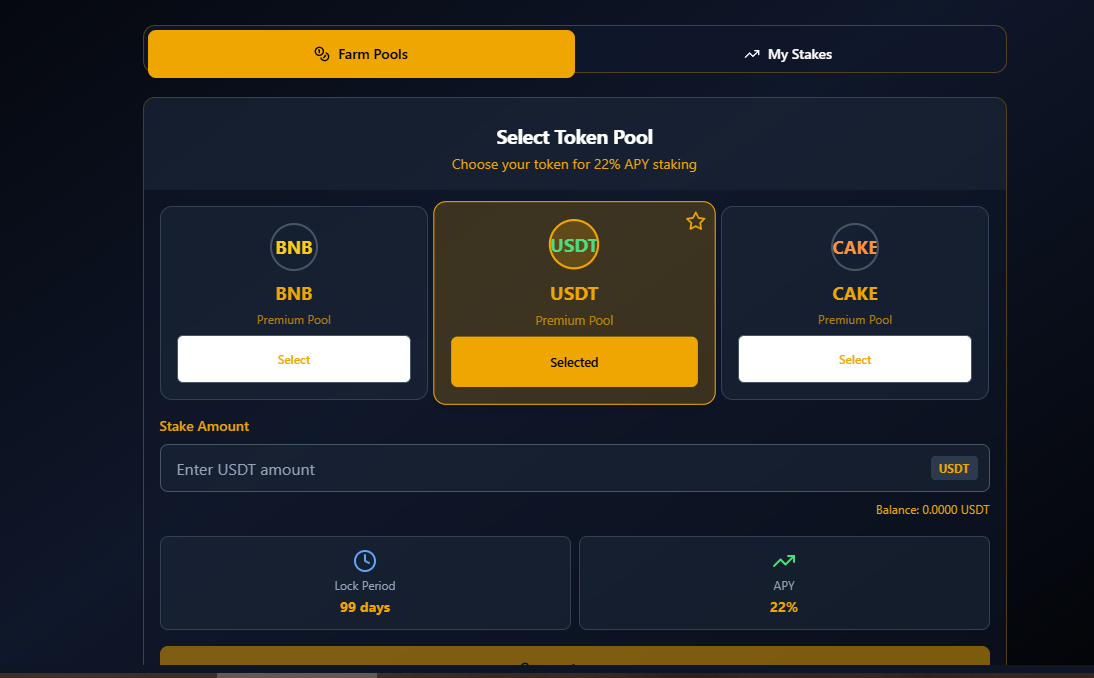 Farm Pools
My Stakes
Select Token Pool
Choose your token for 22% APY staking
BNB
USDT
CAKE
BNB
USDT
CAKE
Premium Pool
Premium Pool
Premium Pool
Select
Selected
Select
Stake Amount
Enter USDT amount
USDT
Balance: 0.0000 USDT
Lock Period
99 days
APY
22%